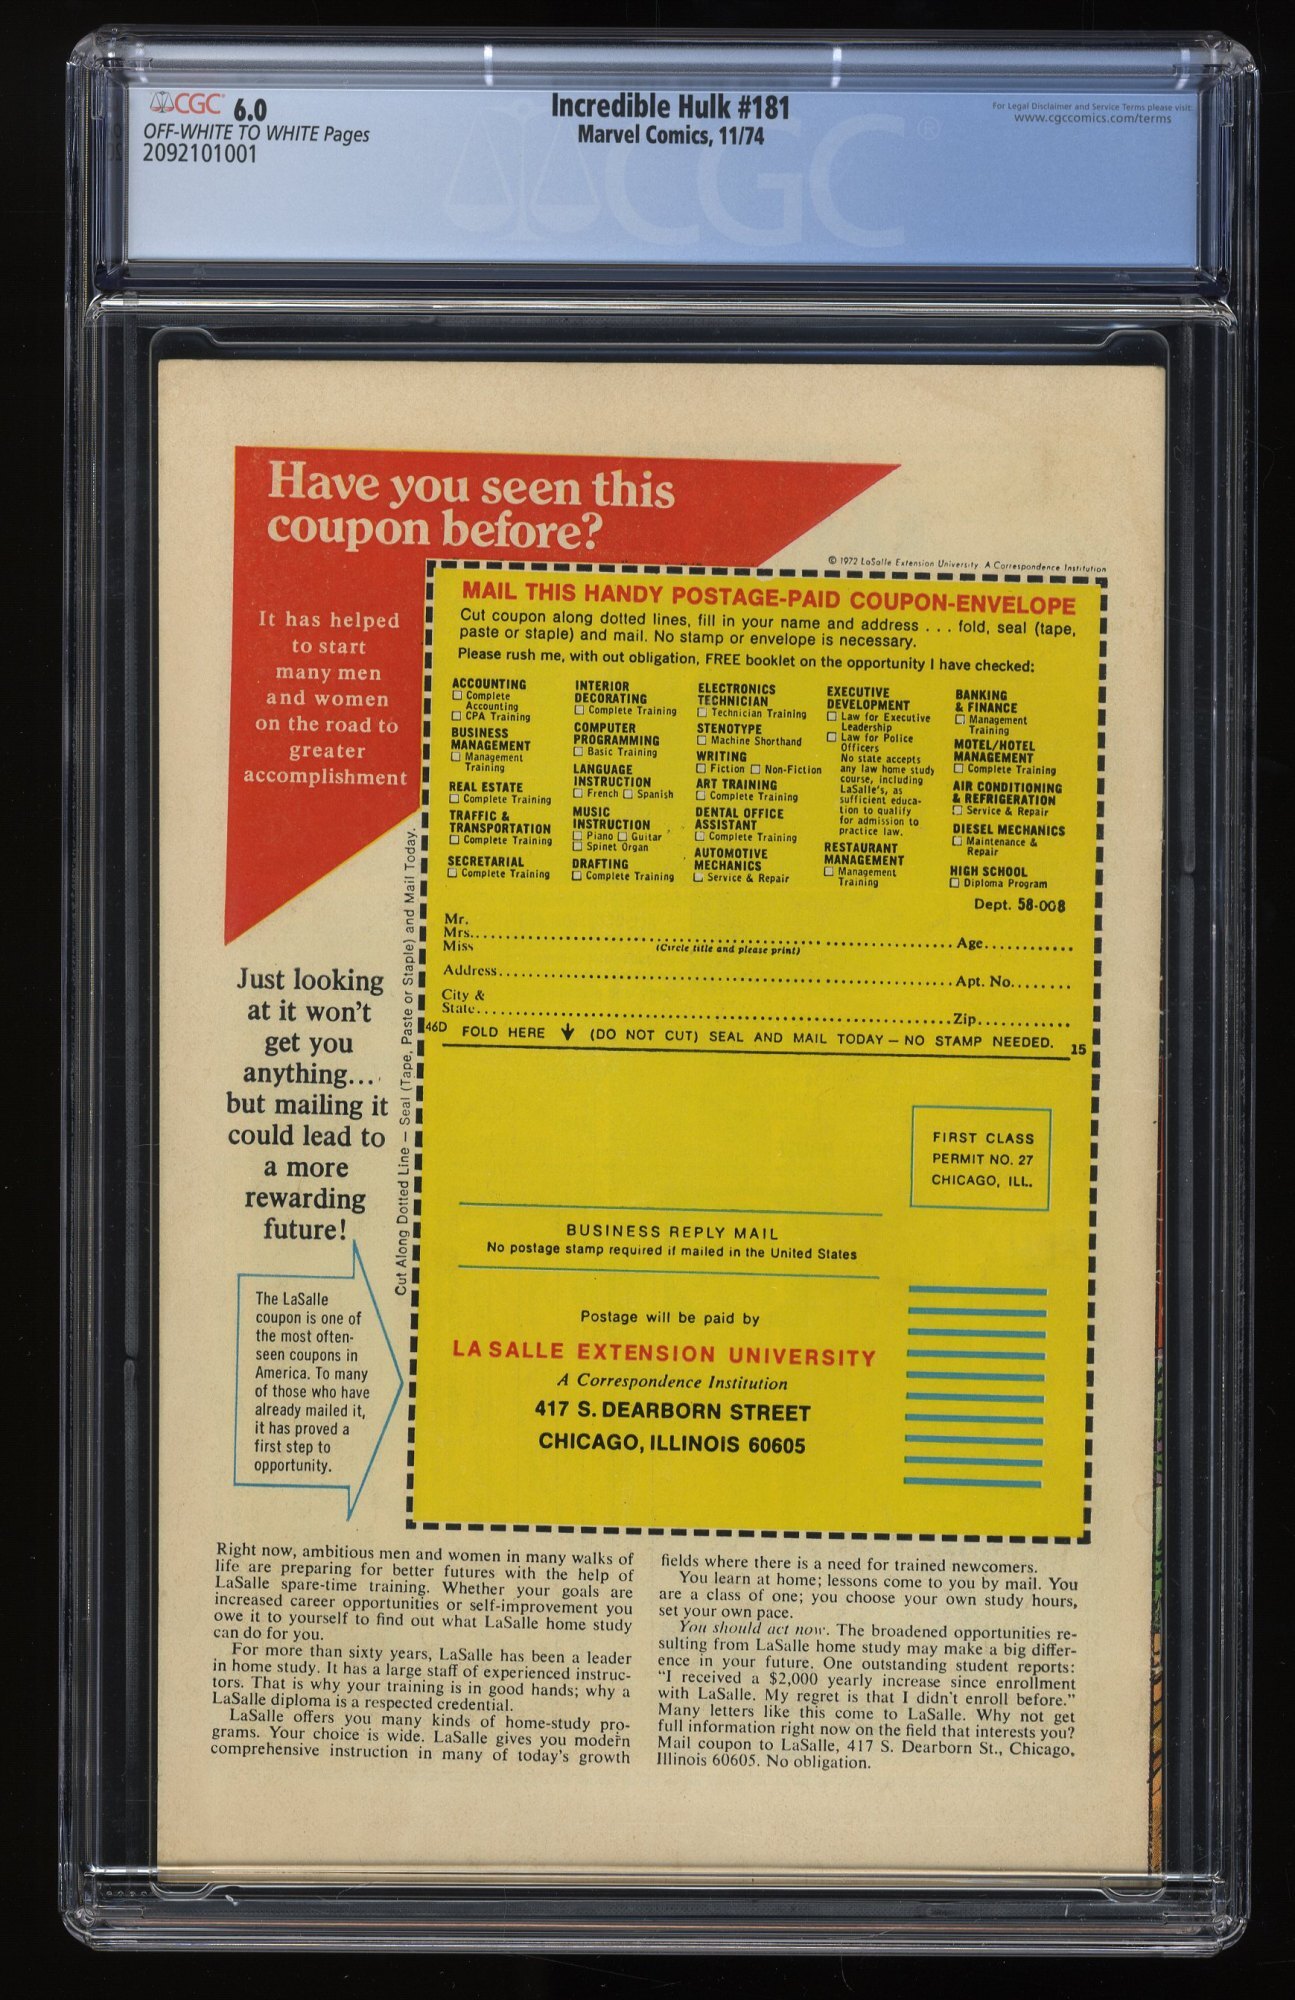 CGC 6.0
OFF-WHITE TO WHITE Pages
2092101001
Incredible Hulk #181
Marvel Comics, 11/74
For Legal Disclaimer and Service Terms please visit:
www.cgccomics.com/terms
CGC
Have you seen this
coupon before?
It has helped
to start
many men
and women
on the road to
greater
accomplishment
© 1972 LaSalle Extension University A Correspondence Institution
MAIL THIS HANDY POSTAGE-PAID COUPON-ENVELOPE
Cut coupon along dotted lines, fill in your name and address . . . fold, seal (tape,
paste or staple) and mail. No stamp or envelope is necessary.
Please rush me, with out obligation, FREE booklet on the opportunity I have checked:
ACCOUNTING
Complete
Accounting
CPA Training
BUSINESS
MANAGEMENT
Management
Training
REAL ESTATE
Complete Training
TRAFFIC &
TRANSPORTATION
Complete Training
SECRETARIAL
Complete Training
INTERIOR
DECORATING
Complete Training
COMPUTER
PROGRAMMING
Basic Training
LANGUAGE
INSTRUCTION
French Spanish
MUSIC
INSTRUCTION
Piano Guitar
Spinet Organ
DRAFTING
Complete Training
ELECTRONICS
TECHNICIAN
Technician Training
STENOTYPE
Machine Shorthand
WRITING
Fiction Non-Fiction
ART TRAINING
Complete Training
DENTAL OFFICE
ASSISTANT
Complete Training
AUTOMOTIVE
MECHANICS
Service & Repair
EXECUTIVE
DEVELOPMENT
Law for Executive
Leadership
Law for Police
Officers
No state accepts
any law home study
course, including
LaSalle's, as
sufficient educa-
tion to qualify
for admission to
practice law.
RESTAURANT
MANAGEMENT
Management
Training
BANKING
& FINANCE
Management
Training
MOTEL/HOTEL
MANAGEMENT
Complete Training
AIR CONDITIONING
& REFRIGERATION
Service & Repair
DIESEL MECHANICS
Maintenance &
Repair
HIGH SCHOOL
Diploma Program
Dept. 58-008
Mr.
Mrs. Age
Miss (Circle title and please print)
Address Apt. No.
City &
State Zip
46D FOLD HERE (DO NOT CUT) SEAL AND MAIL TODAY — NO STAMP NEEDED. 15
Cut Along Dotted Line — Seal (Tape, Paste or Staple) and Mail Today.
Just looking
at it won't
get you
anything...
but mailing it
could lead to
a more
rewarding
future!
FIRST CLASS
PERMIT NO. 27
CHICAGO, ILL.
BUSINESS REPLY MAIL
No postage stamp required if mailed in the United States
Postage will be paid by
LA SALLE EXTENSION UNIVERSITY
A Correspondence Institution
417 S. DEARBORN STREET
CHICAGO, ILLINOIS 60605
The LaSalle
coupon is one of
the most often-
seen coupons in
America. To many
of those who have
already mailed it,
it has proved a
first step to
opportunity.
Right now, ambitious men and women in many walks of
life are preparing for better futures with the help of
LaSalle spare-time training. Whether your goals are
increased career opportunities or self-improvement you
owe it to yourself to find out what LaSalle home study
can do for you.
For more than sixty years, LaSalle has been a leader
in home study. It has a large staff of experienced instruc-
tors. That is why your training is in good hands; why a
LaSalle diploma is a respected credential.
LaSalle offers you many kinds of home-study pro-
grams. Your choice is wide. LaSalle gives you modern
comprehensive instruction in many of today's growth
fields where there is a need for trained newcomers.
You learn at home; lessons come to you by mail. You
are a class of one; you choose your own study hours,
set your own pace.
You should act now. The broadened opportunities re-
sulting from LaSalle home study may make a big differ-
ence in your future. One outstanding student reports:
"I received a $2,000 yearly increase since enrollment
with LaSalle. My regret is that I didn't enroll before."
Many letters like this come to LaSalle. Why not get
full information right now on the field that interests you?
Mail coupon to LaSalle, 417 S. Dearborn St., Chicago,
Illinois 60605. No obligation.